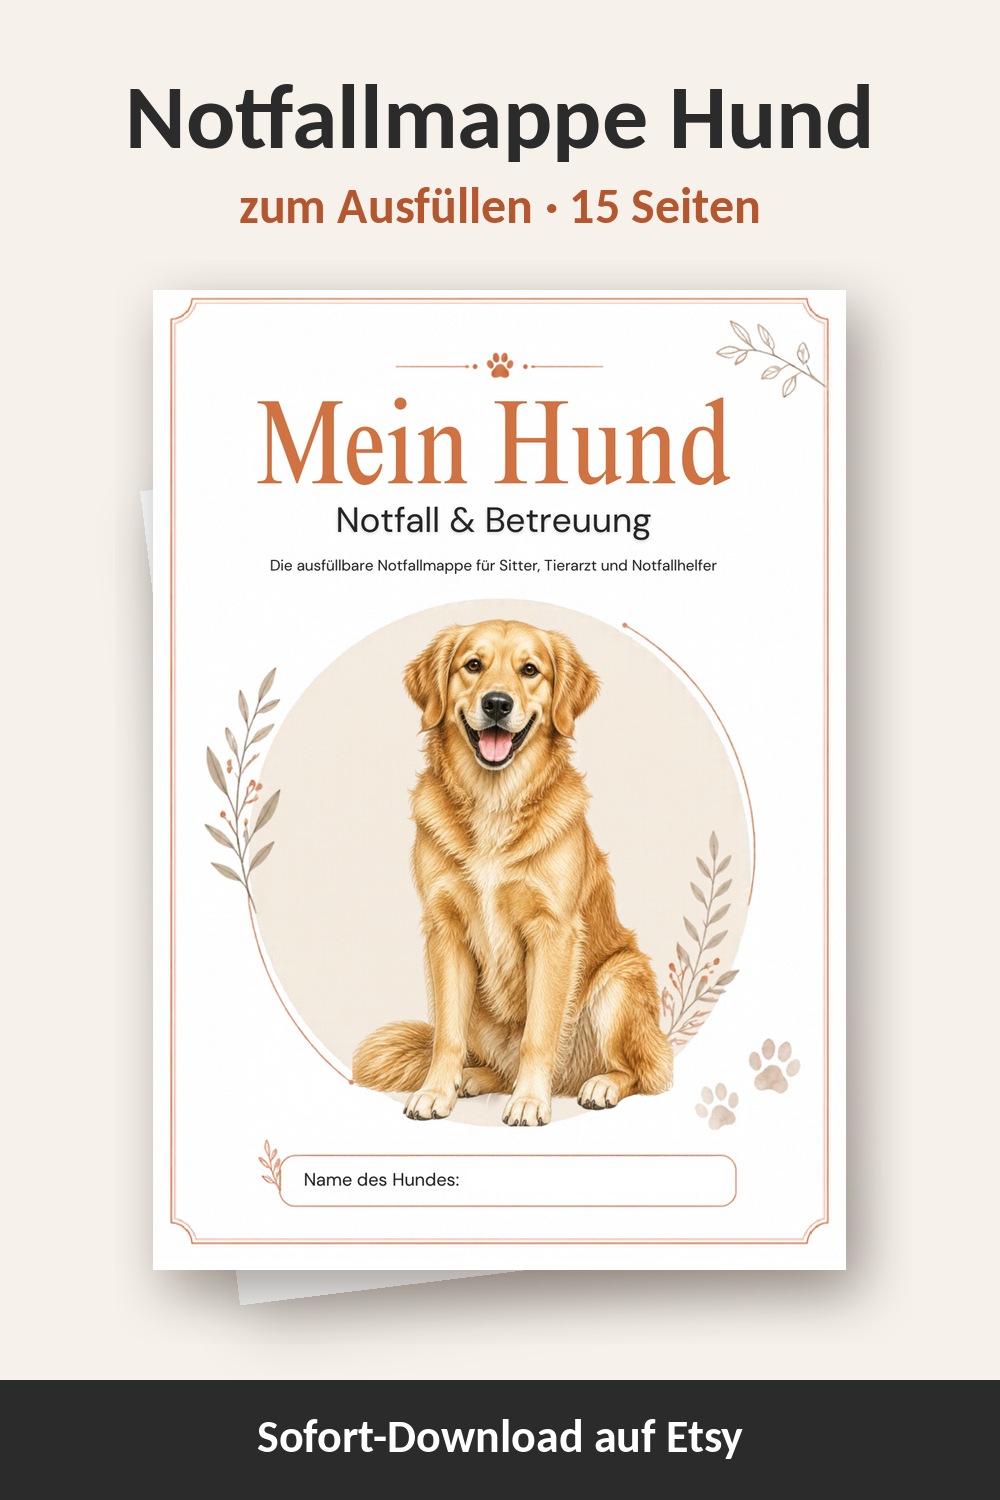 Notfallmappe Hund
zum Ausfüllen · 15 Seiten
Mein Hund
Notfall & Betreuung
Die ausfüllbare Notfallmappe für Sitter, Tierarzt und Notfallhelfer
Name des Hundes:
Sofort-Download auf Etsy